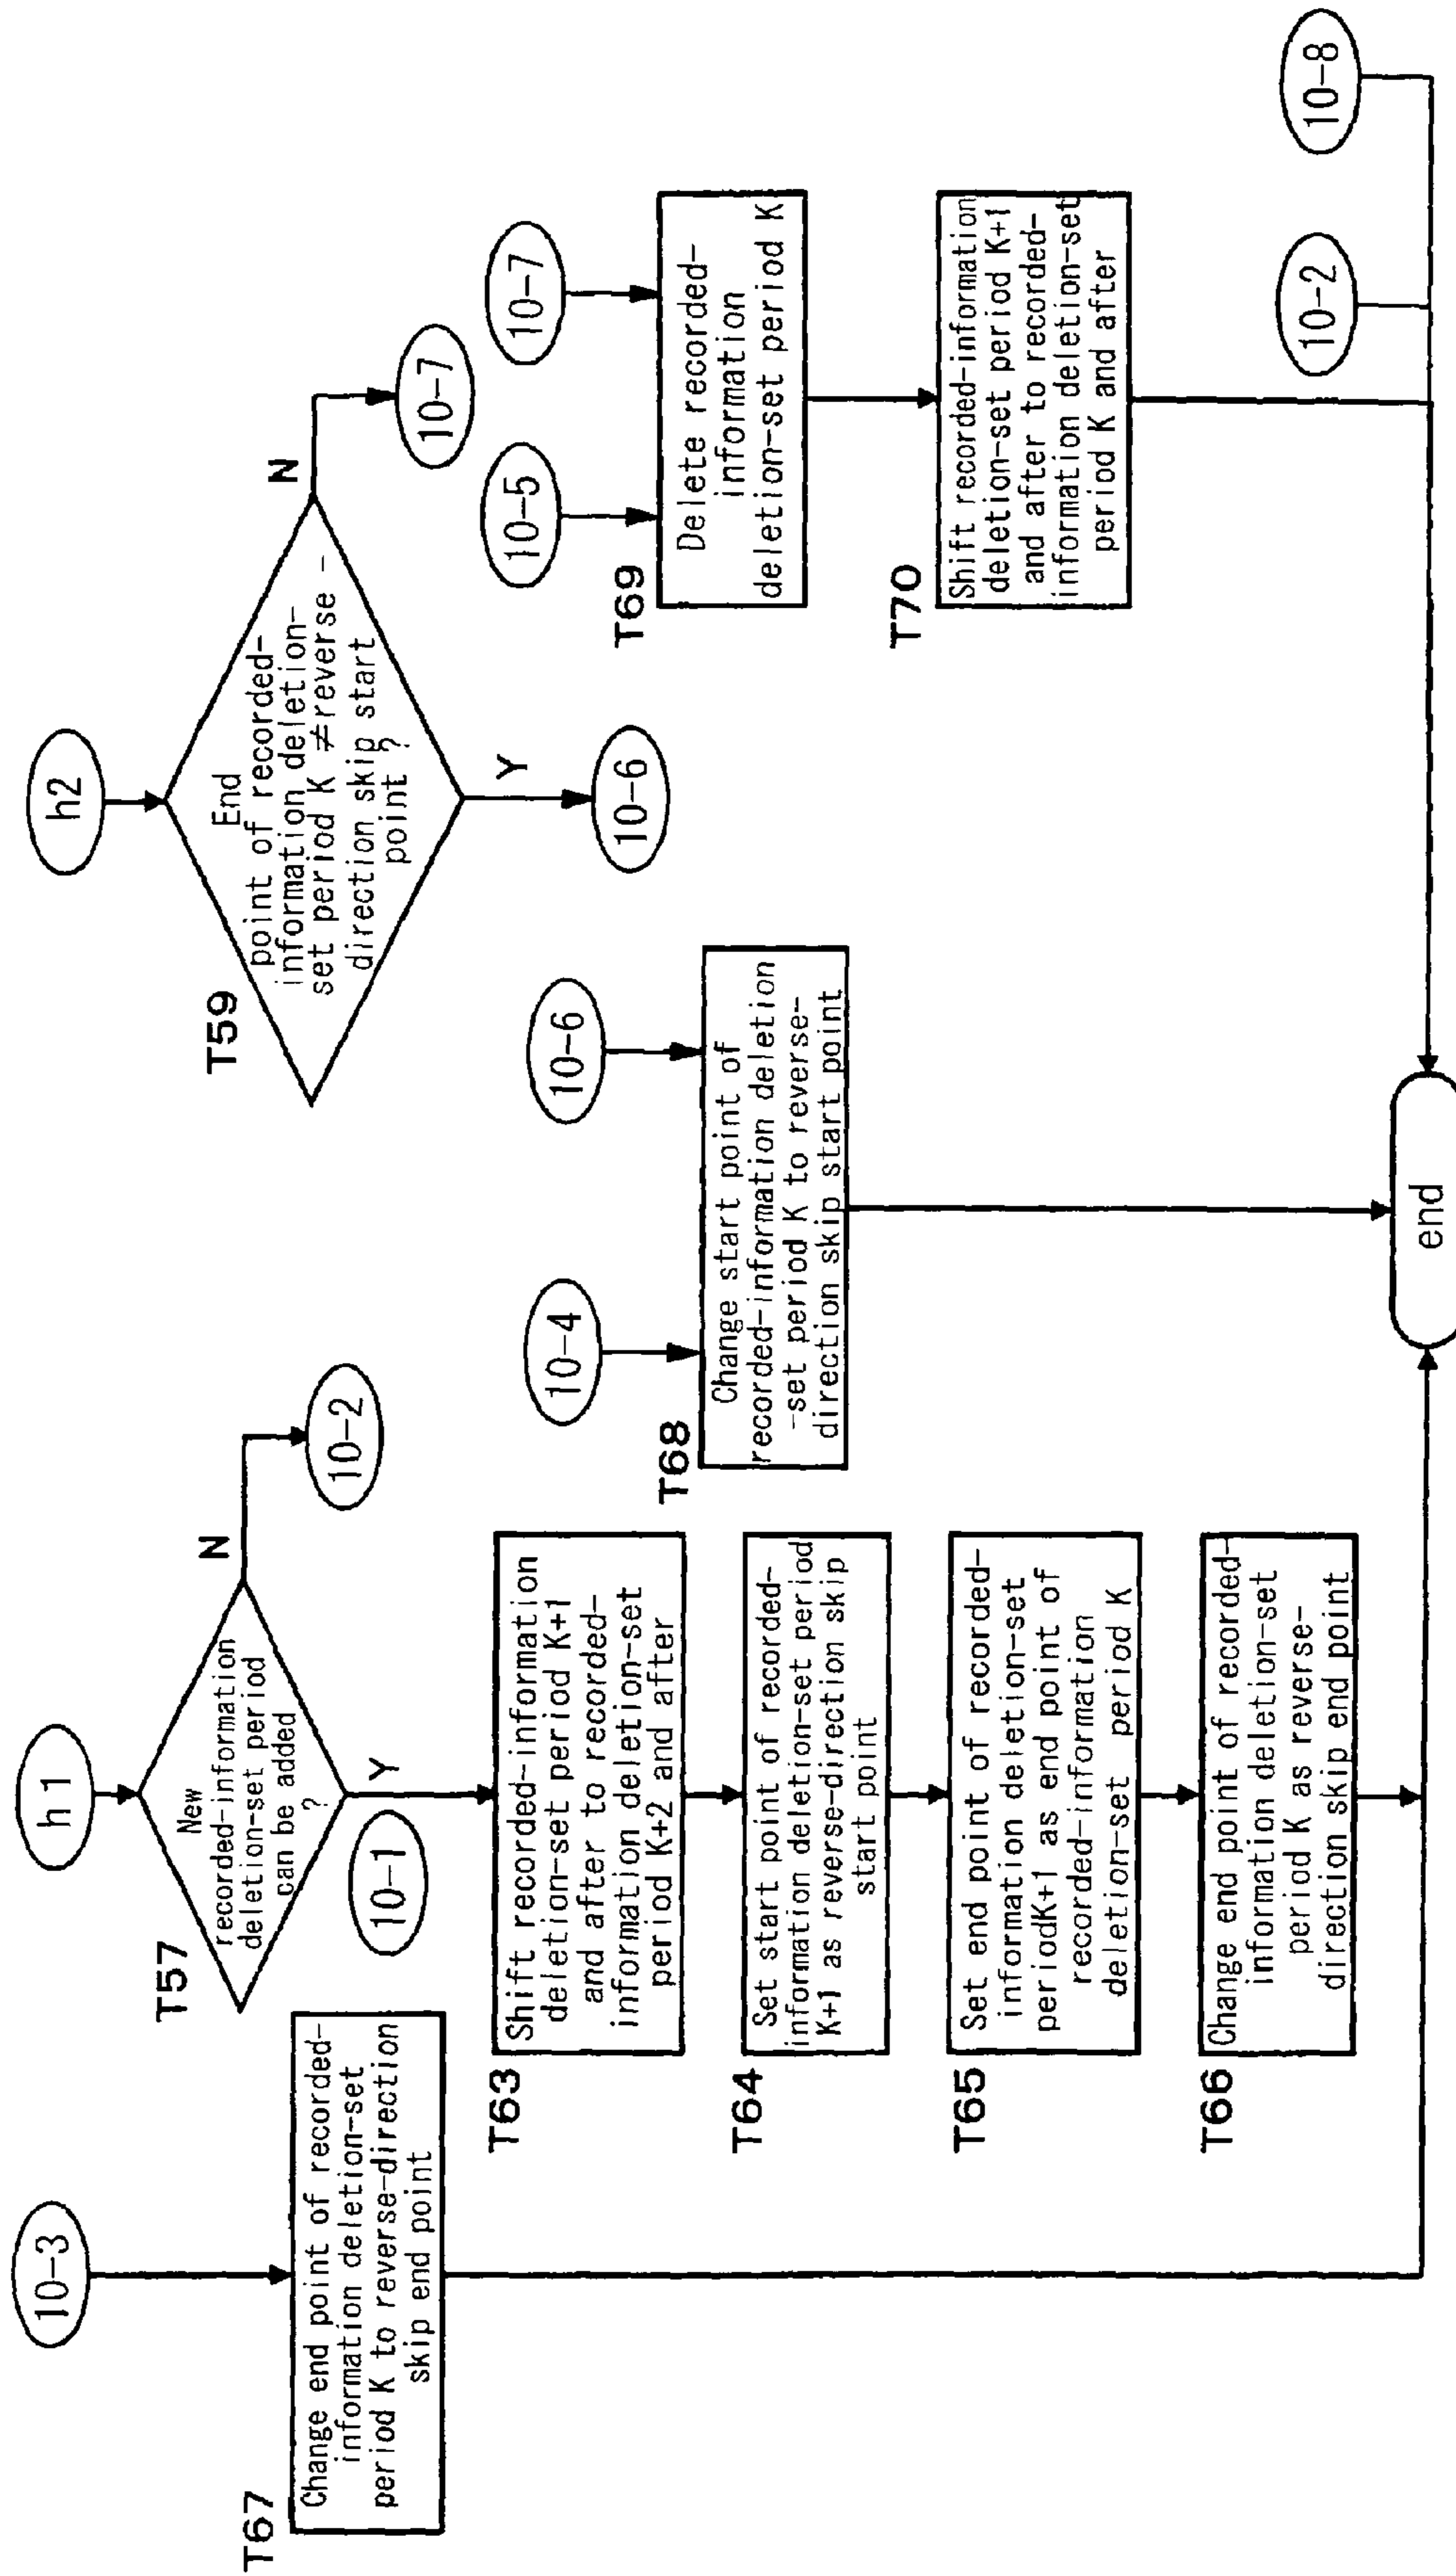 10-3
T67
Change end point of recorded-
information deletion-set
period K to reverse-direction
skip end point
h1
T57
New
recorded-information
deletion-set period
can be added
?
N
10-2
Y
10-1
T63
Shift recorded-information
deletion-set period K+1
and after to recorded-
information deletion-set
period K+2 and after
T64
Set start point of recorded-
information deletion-set period
K+1 as reverse-direction skip
start point
T65
Set end point of recorded-
information deletion-set
periodK+1 as end point of
recorded-information
deletion-set period K
T66
Change end point of recorded-
information deletion-set
period K as reverse-
direction skip end point
10-4
10-6
T68
Change start point of
recorded-information deletion
-set period K to reverse-
direction skip start point
h2
T59
End
point of recorded-
information deletion-
set period K ≠reverse -
direction skip start
point ?
N
10-7
Y
10-6
10-5
10-7
T69
Delete recorded-
information
deletion-set period K
T70
Shift recorded-information
deletion-set period K+1
and after to recorded-
information deletion-set
period K and after
10-2
10-8
end